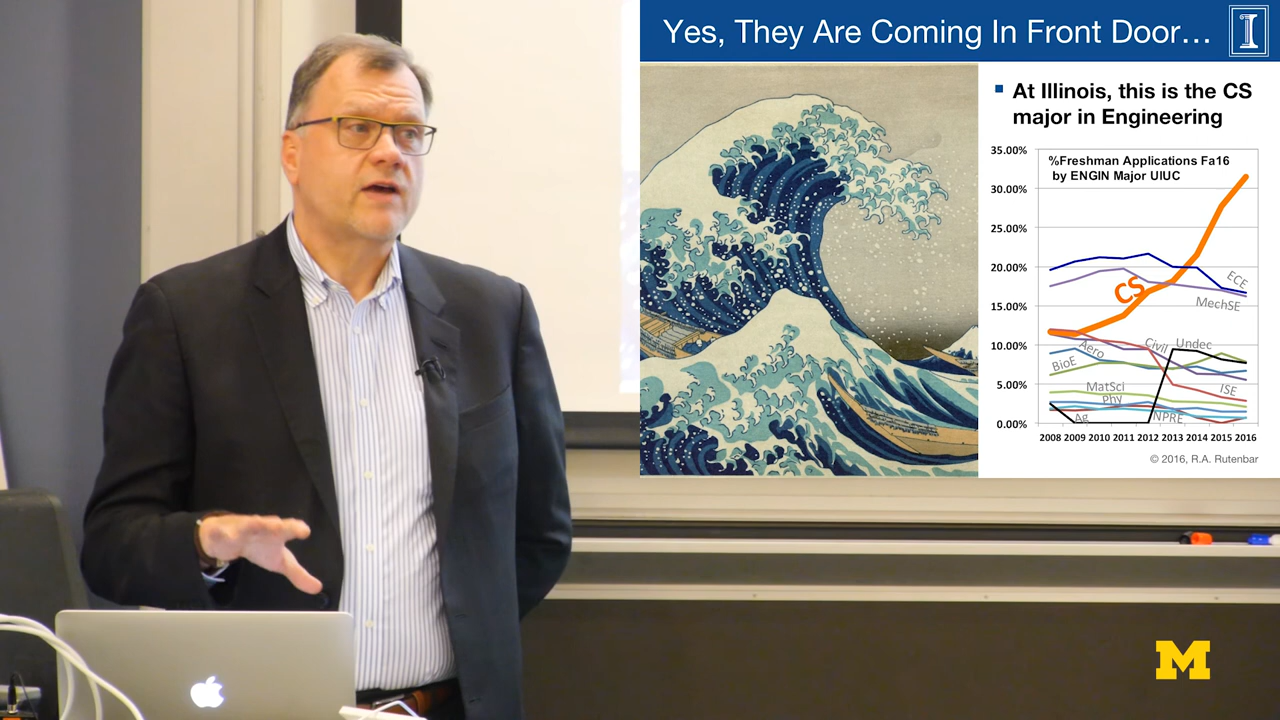 Yes, They Are Coming In Front Door...
I
At Illinois, this is the CS
major in Engineering
%Freshman Applications Fa16
by ENGIN Major UIUC
35.00%
30.00%
25.00%
20.00%
15.00%
10.00%
5.00%
0.00%
ECE
CS
MechSE
Aero
Civil
Undec
BioE
MatSci
ISE
Phy
Ag
NPRE
2008 2009 2010 2011 2012 2013 2014 2015 2016
© 2016, R.A. Rutenbar
M